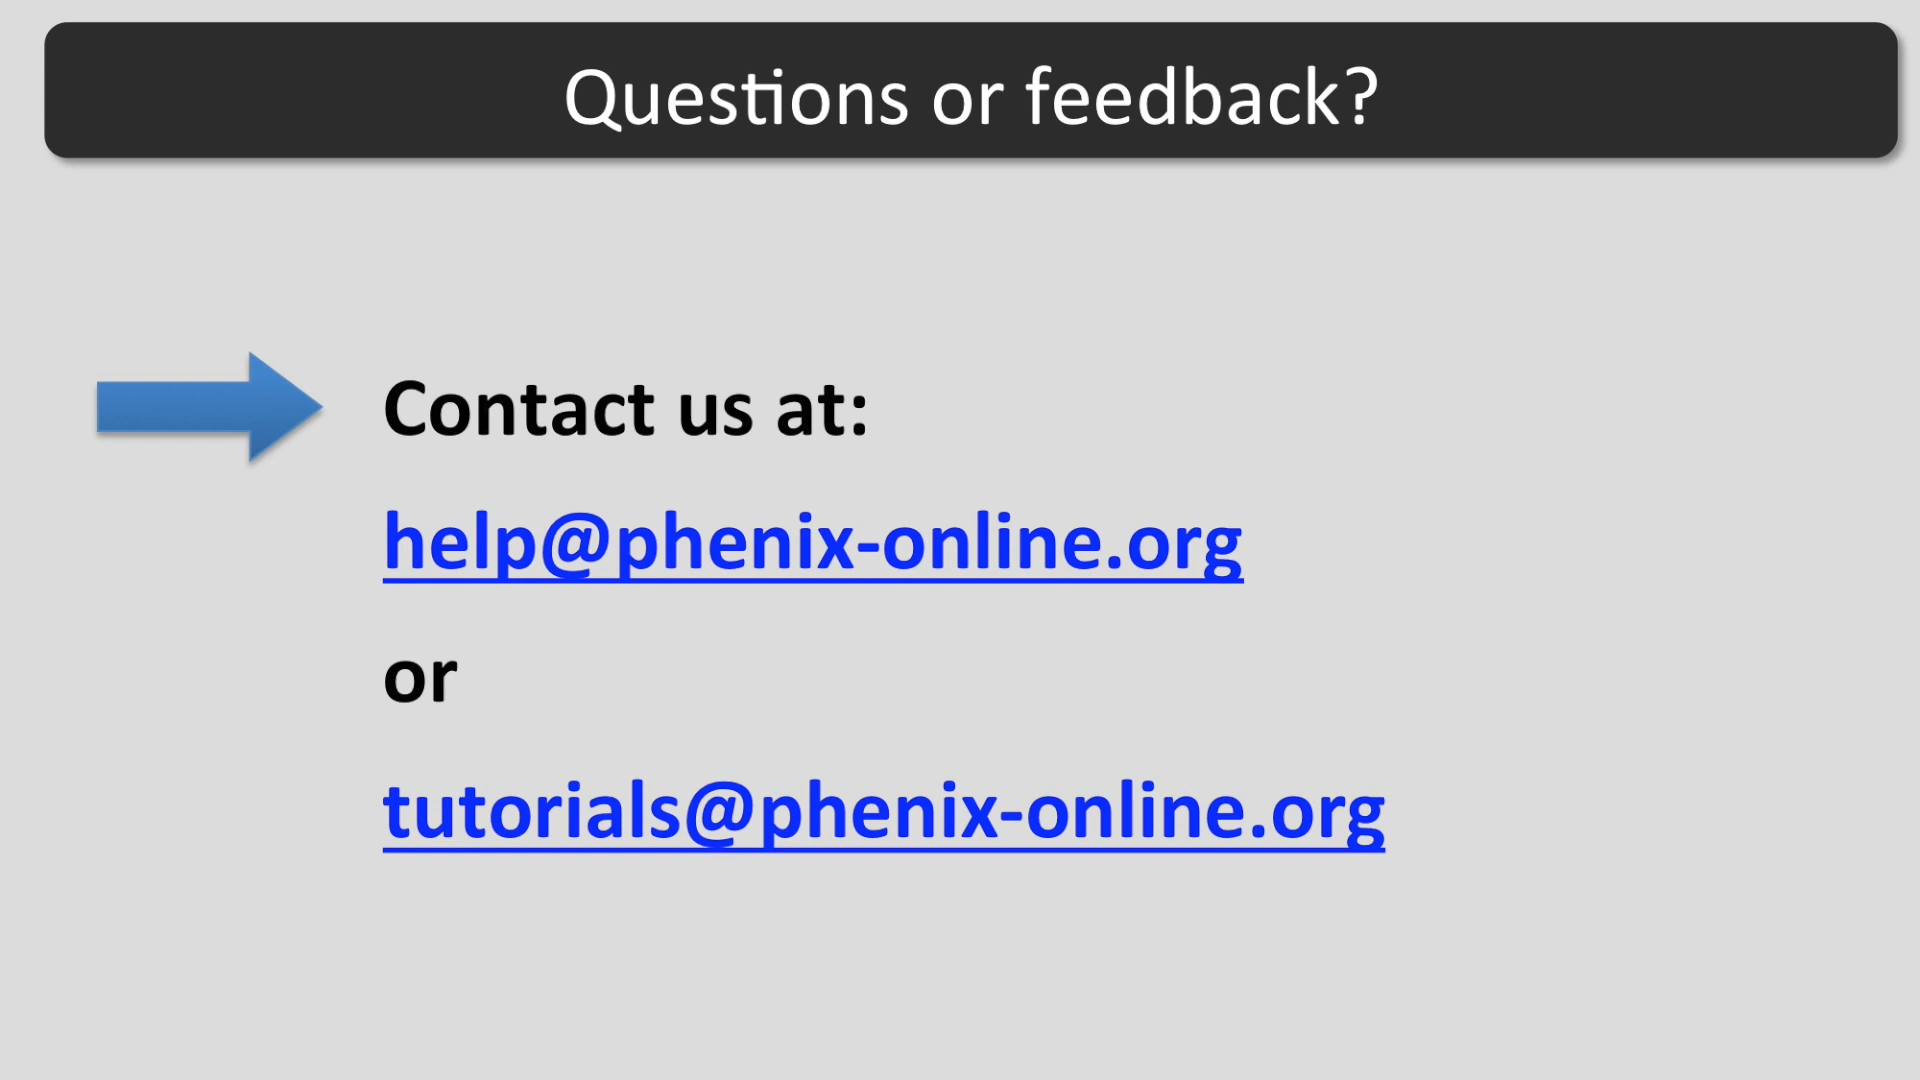 Questions or feedback?
Contact us at:
help@phenix-online.org
or
tutorials@phenix-online.org